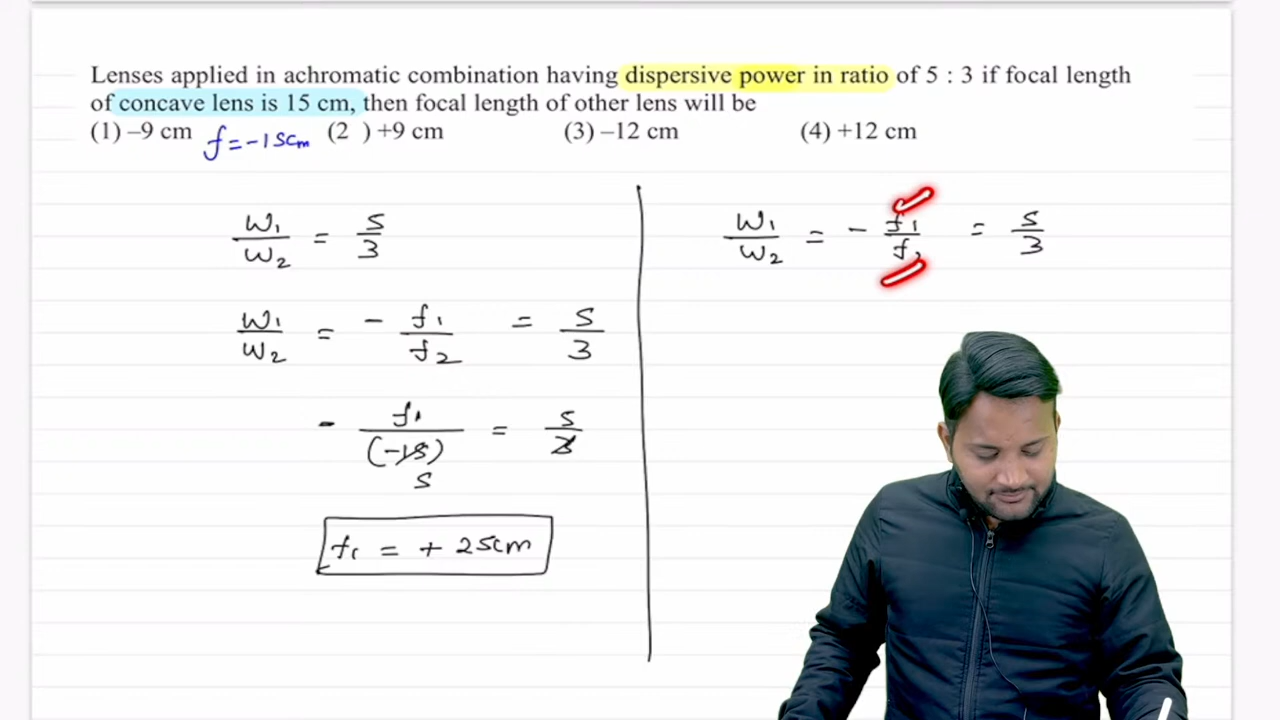 Lenses applied in achromatic combination having dispersive power in ratio of 5 : 3 if focal length
of concave lens is 15 cm, then focal length of other lens will be
(1) –9 cm f = -15cm (2 ) +9 cm (3) –12 cm (4) +12 cm
W1/W2 = 5/3
W1/W2 = - f1/f2 = 5/3
- f1/(-15) = 5/3
5
f1 = + 25cm
W1/W2 = - f1/f2 = 5/3